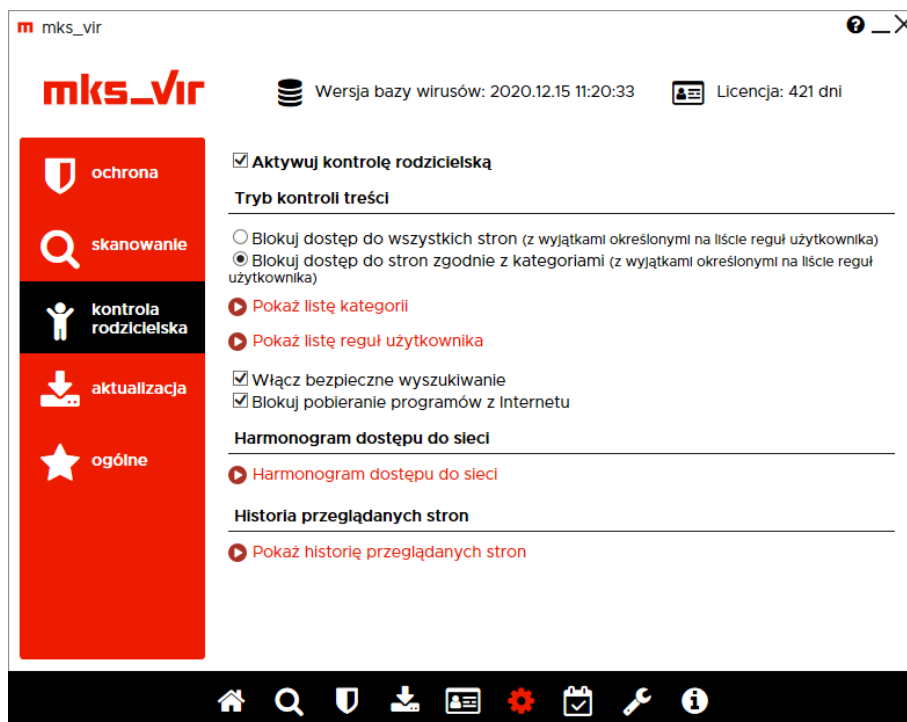 mks_vir
mks_vir
Wersja bazy wirusów: 2020.12.15 11:20:33
Licencja: 421 dni
ochrona
skanowanie
kontrola
rodzicielska
aktualizacja
ogólne
Aktywuj kontrolę rodzicielską
Tryb kontroli treści
Blokuj dostęp do wszystkich stron (z wyjątkami określonymi na liście reguł użytkownika)
Blokuj dostęp do stron zgodnie z kategoriami (z wyjątkami określonymi na liście reguł
użytkownika)
Pokaż listę kategorii
Pokaż listę reguł użytkownika
Włącz bezpieczne wyszukiwanie
Blokuj pobieranie programów z Internetu
Harmonogram dostępu do sieci
Harmonogram dostępu do sieci
Historia przeglądanych stron
Pokaż historię przeglądanych stron